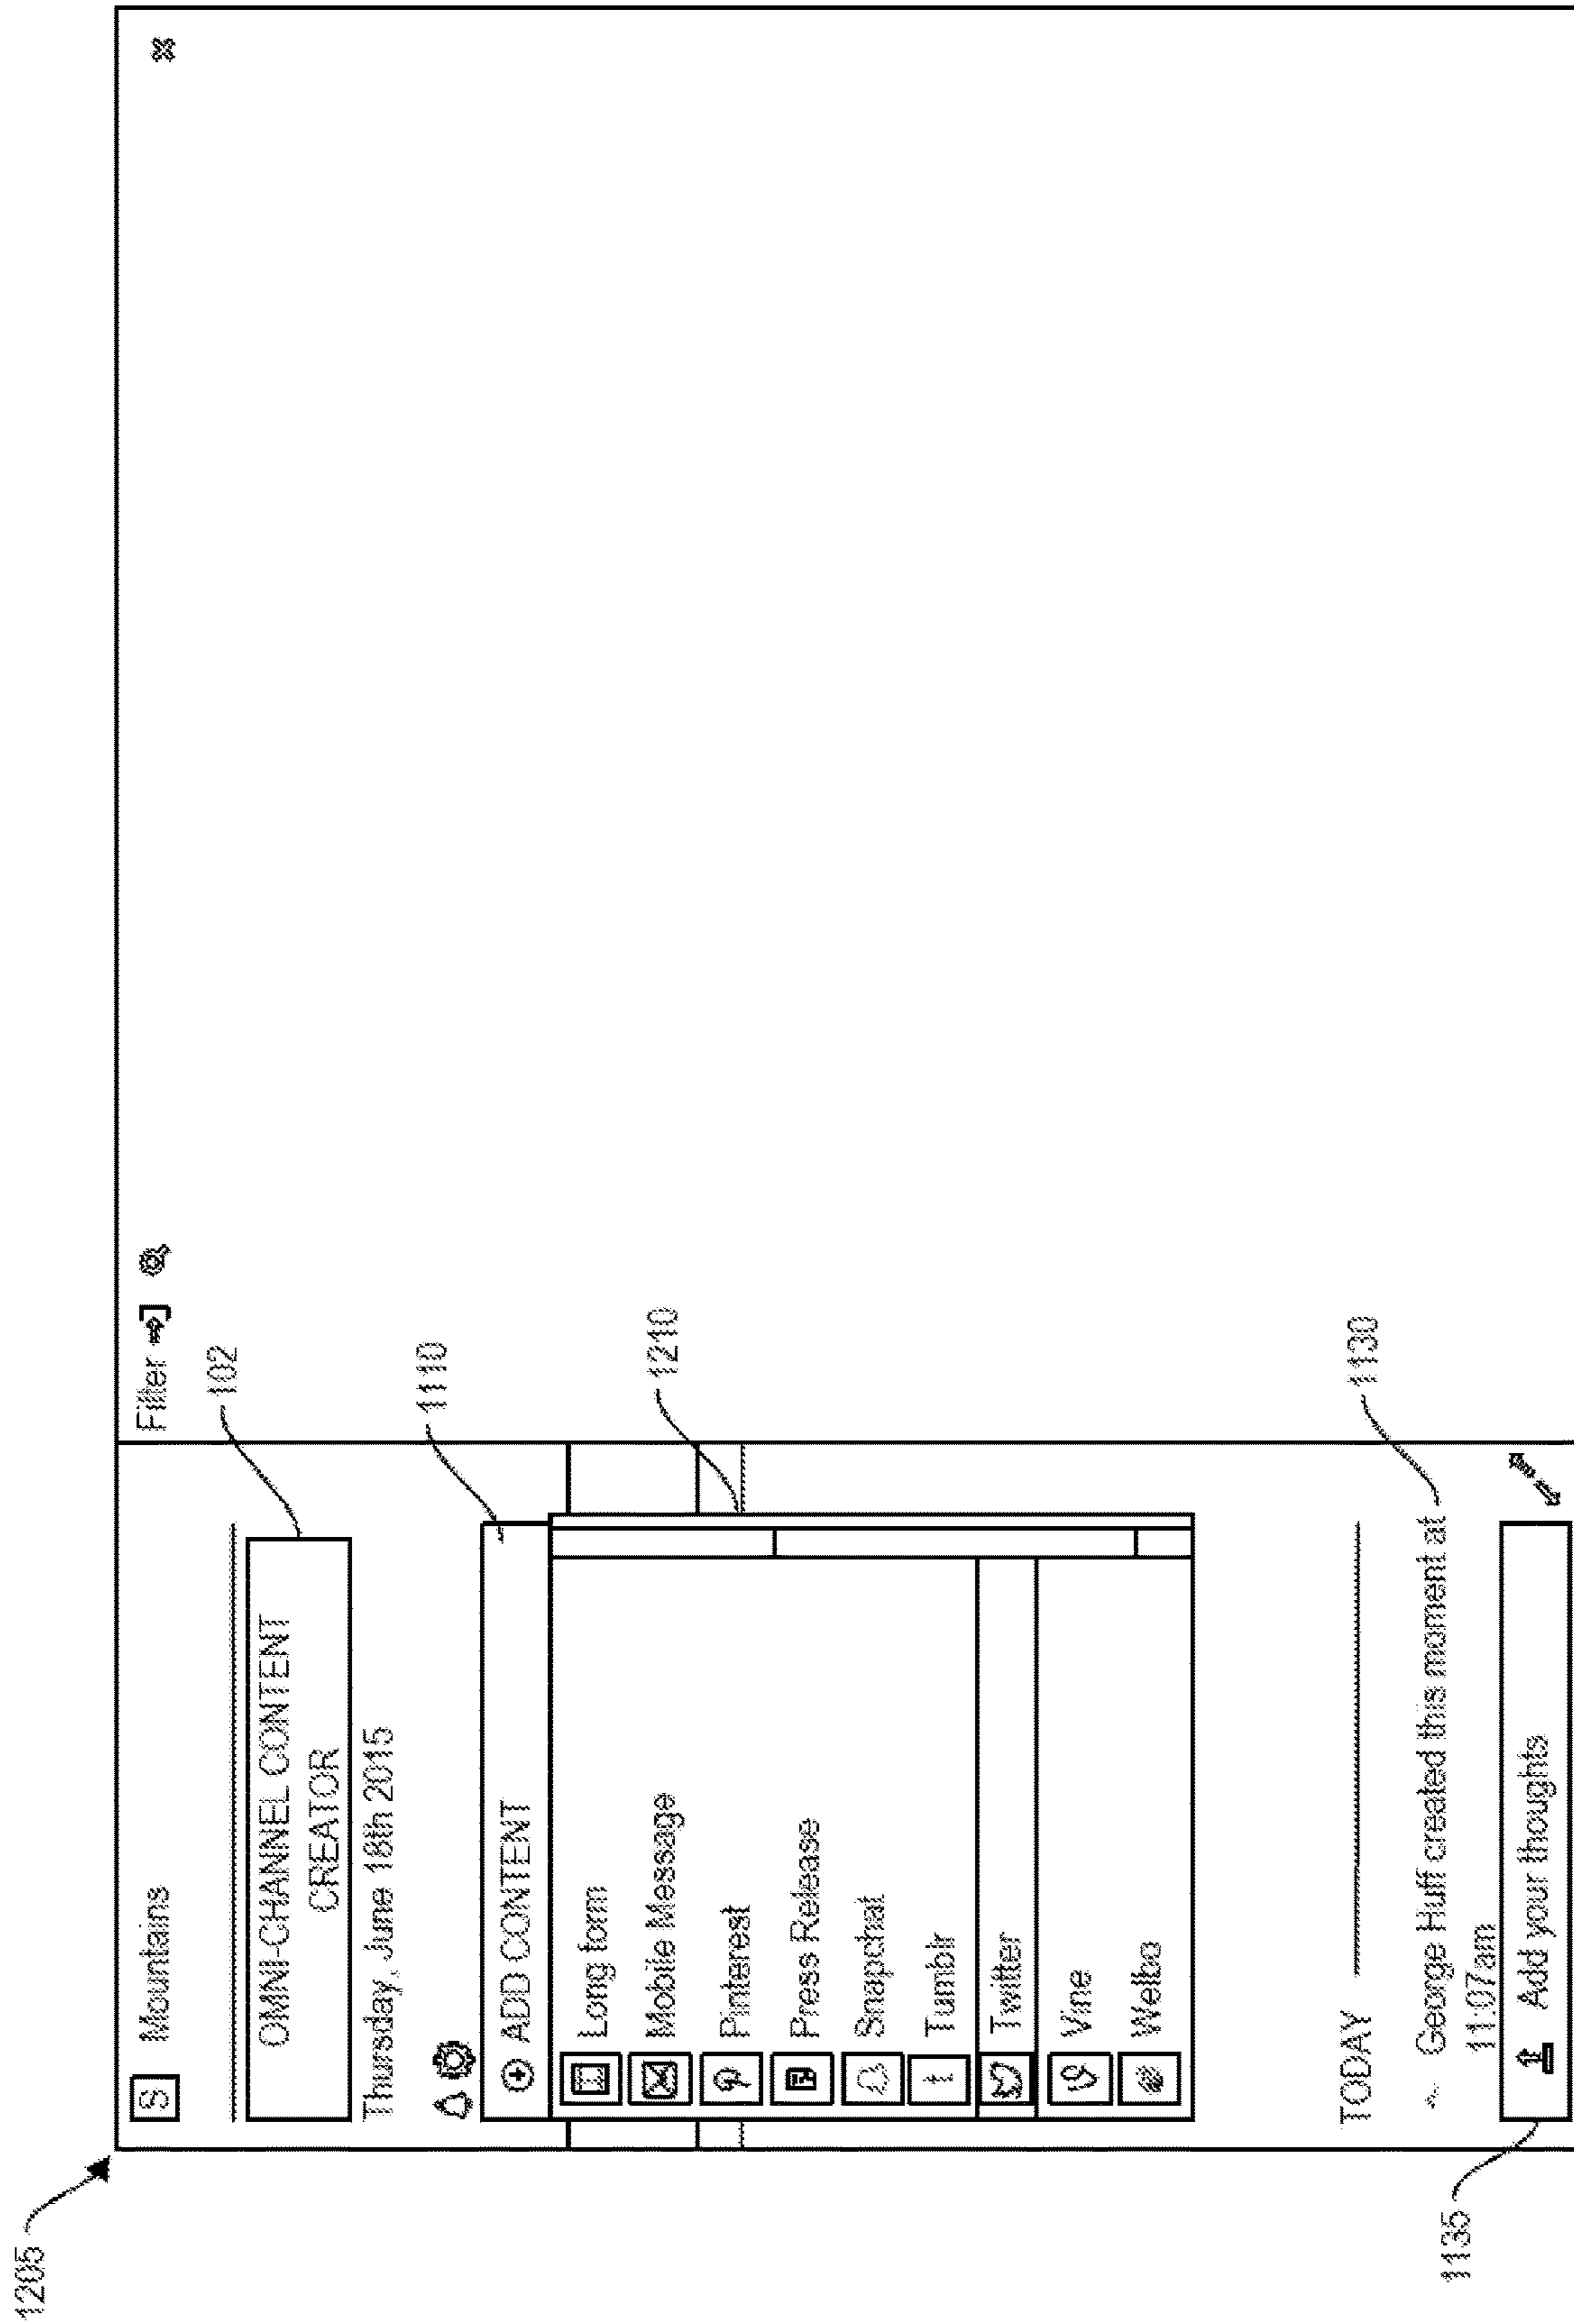 1205
S Mountains
Filter
OMNI-CHANNEL CONTENT
CREATOR
102
Thursday, June 18th 2015
1110
ADD CONTENT
1210
Long form
Mobile Message
Pinterest
Press Release
Snapchat
t Tumblr
Twitter
Vine
Weibo
TODAY
1130
George Huff created this moment at
11:07am
1135
Add your thoughts